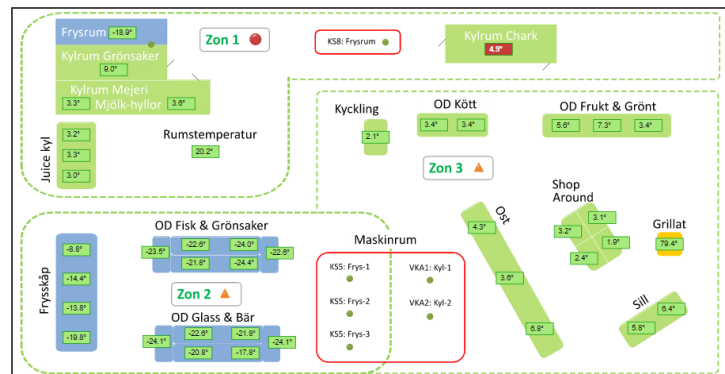 Frysrum
-18.9°
Zon 1
KS8: Frysrum
Kylrum Chark
4.9°
Kylrum Grönsaker
9.0°
Kylrum Mejeri
3.3°
Mjölk-hyllor
3.6°
Juice kyl
3.2°
3.3°
3.0°
Rumstemperatur
20.2°
Kyckling
2.1°
OD Kött
3.4°
3.4°
OD Frukt & Grönt
5.6°
7.3°
3.4°
Zon 3
Ost
4.3°
3.6°
6.8°
Shop
Around
3.1°
3.2°
1.9°
2.4°
Grillat
79.4°
Sill
6.4°
5.8°
Frysskåp
-8.8°
-14.4°
-13.8°
-19.8°
OD Fisk & Grönsaker
-23.5°
-22.6°
-24.0°
-22.6°
-21.8°
-24.4°
Zon 2
OD Glass & Bär
-24.1°
-22.6°
-21.8°
-24.1°
-20.8°
-17.8°
Maskinrum
KS5: Frys-1
VKA1: Kyl-1
KS5: Frys-2
VKA2: Kyl-2
KS5: Frys-3